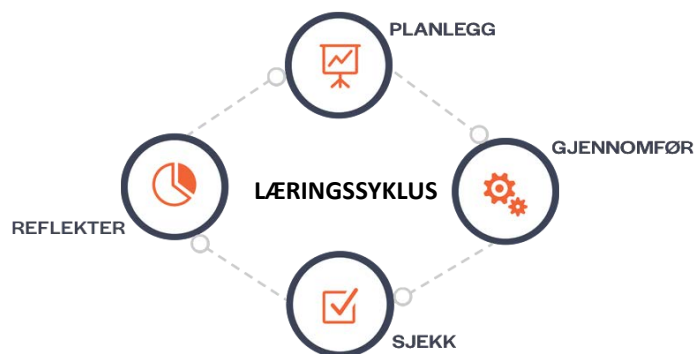 PLANLEGG
GJENNOMFØR
LÆRINGSSYKLUS
REFLEKTER
SJEKK